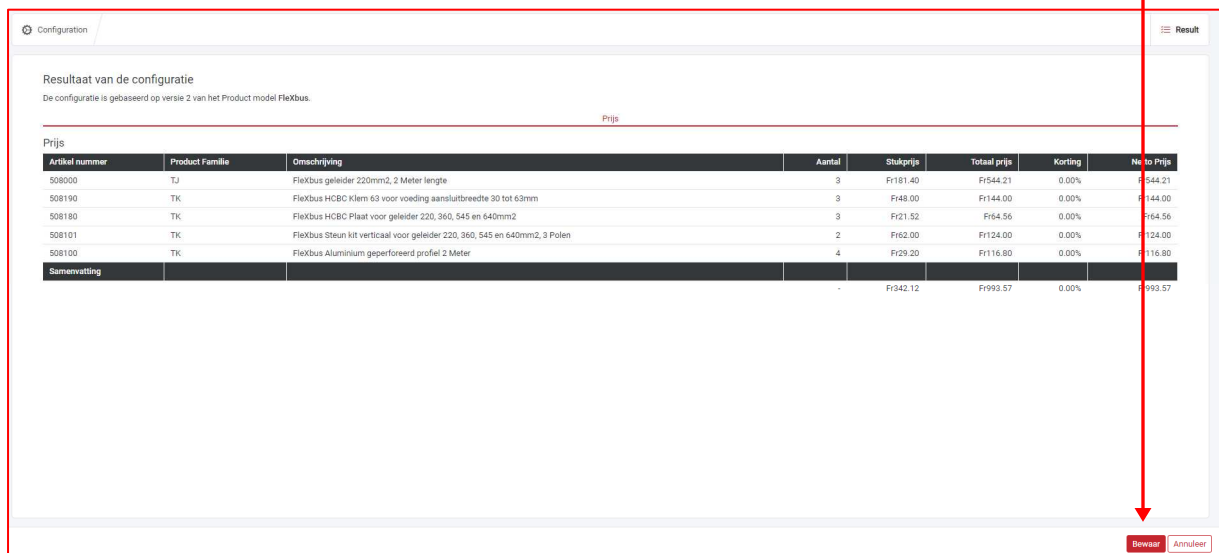 Configuration
Result
Resultaat van de configuratie
De configuratie is gebaseerd op versie 2 van het Product model FleXbus.
Prijs
Prijs
Artikel nummer Product Familie Omschrijving Aantal Stukprijs Totaal prijs Korting Netto Prijs
508000 TJ FleXbus geleider 220mm2, 2 Meter lengte 3 Fr181.40 Fr544.21 0.00% Fr544.21
508190 TK FleXbus HCBC Klem 63 voor voeding aansluitbreedte 30 tot 63mm 3 Fr48.00 Fr144.00 0.00% Fr144.00
508180 TK FleXbus HCBC Plaat voor geleider 220, 360, 545 en 640mm2 3 Fr21.52 Fr64.56 0.00% Fr64.56
508101 TK FleXbus Steun kit verticaal voor geleider 220, 360, 545 en 640mm2, 3 Polen 2 Fr62.00 Fr124.00 0.00% Fr124.00
508100 TK FleXbus Aluminium geperforeerd profiel 2 Meter 4 Fr29.20 Fr116.80 0.00% Fr116.80
Samenvatting
- Fr342.12 Fr993.57 0.00% Fr993.57
Bewaar Annuleer